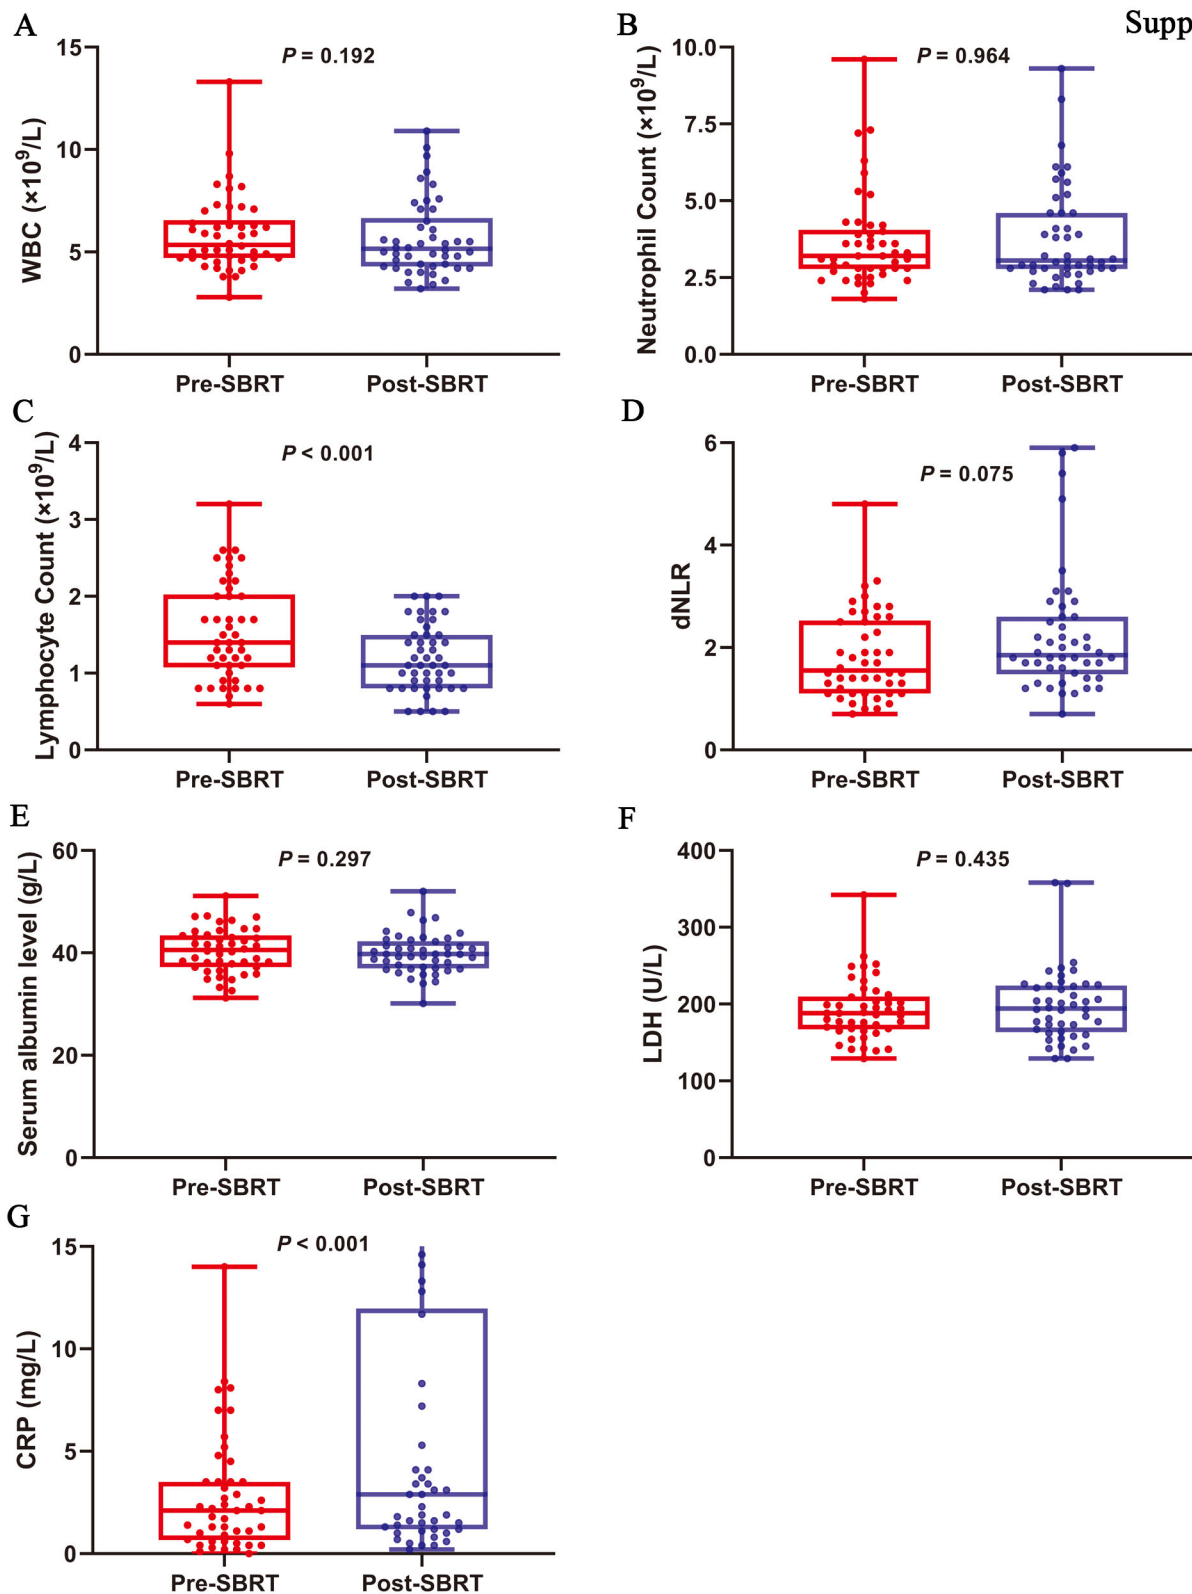 Supp
A
WBC (×10⁹/L)
15
10
5
0
P = 0.192
Pre-SBRT
Post-SBRT
B
Neutrophil Count (×10⁹/L)
10.0
7.5
5.0
2.5
0.0
P = 0.964
Pre-SBRT
Post-SBRT
C
Lymphocyte Count (×10⁹/L)
4
3
2
1
0
P < 0.001
Pre-SBRT
Post-SBRT
D
dNLR
6
4
2
0
P = 0.075
Pre-SBRT
Post-SBRT
E
Serum albumin level (g/L)
60
40
20
0
P = 0.297
Pre-SBRT
Post-SBRT
F
LDH (U/L)
400
300
200
100
0
P = 0.435
Pre-SBRT
Post-SBRT
G
CRP (mg/L)
15
10
5
0
P < 0.001
Pre-SBRT
Post-SBRT